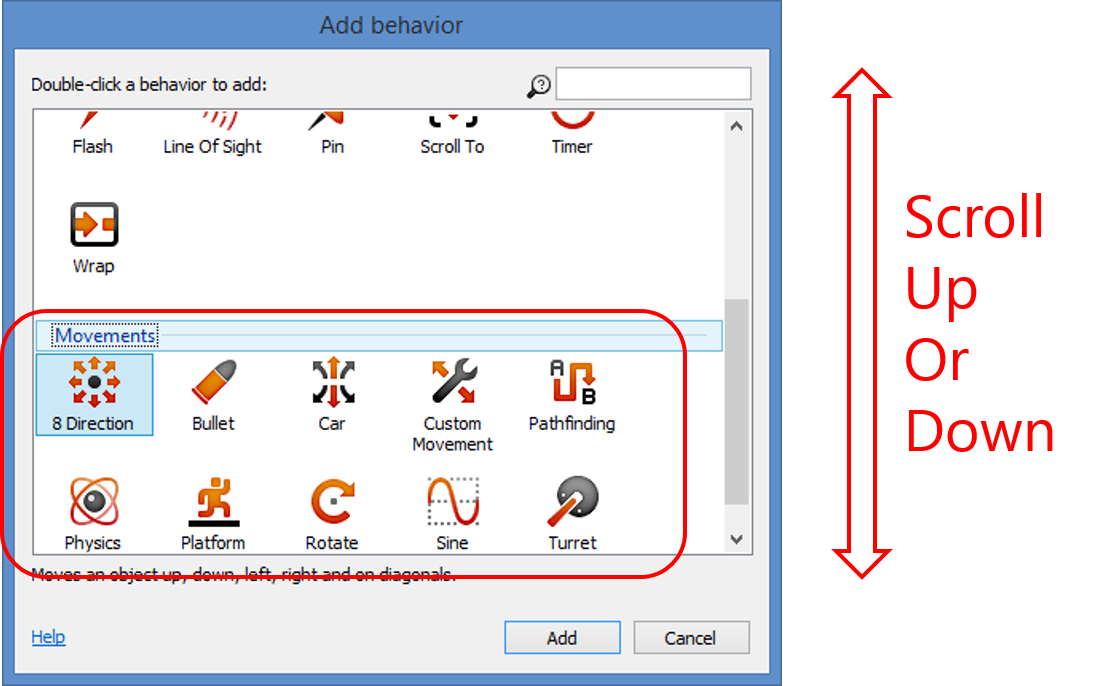 Add behavior
Double-click a behavior to add:
Flash Line Of Sight Pin Scroll To Timer
Wrap
Movements
A
B
8 Direction Bullet Car Custom Movement Pathfinding
Physics Platform Rotate Sine Turret
Moves an object up, down, left, right and on diagonals.
Help Add Cancel
Scroll
Up
Or
Down